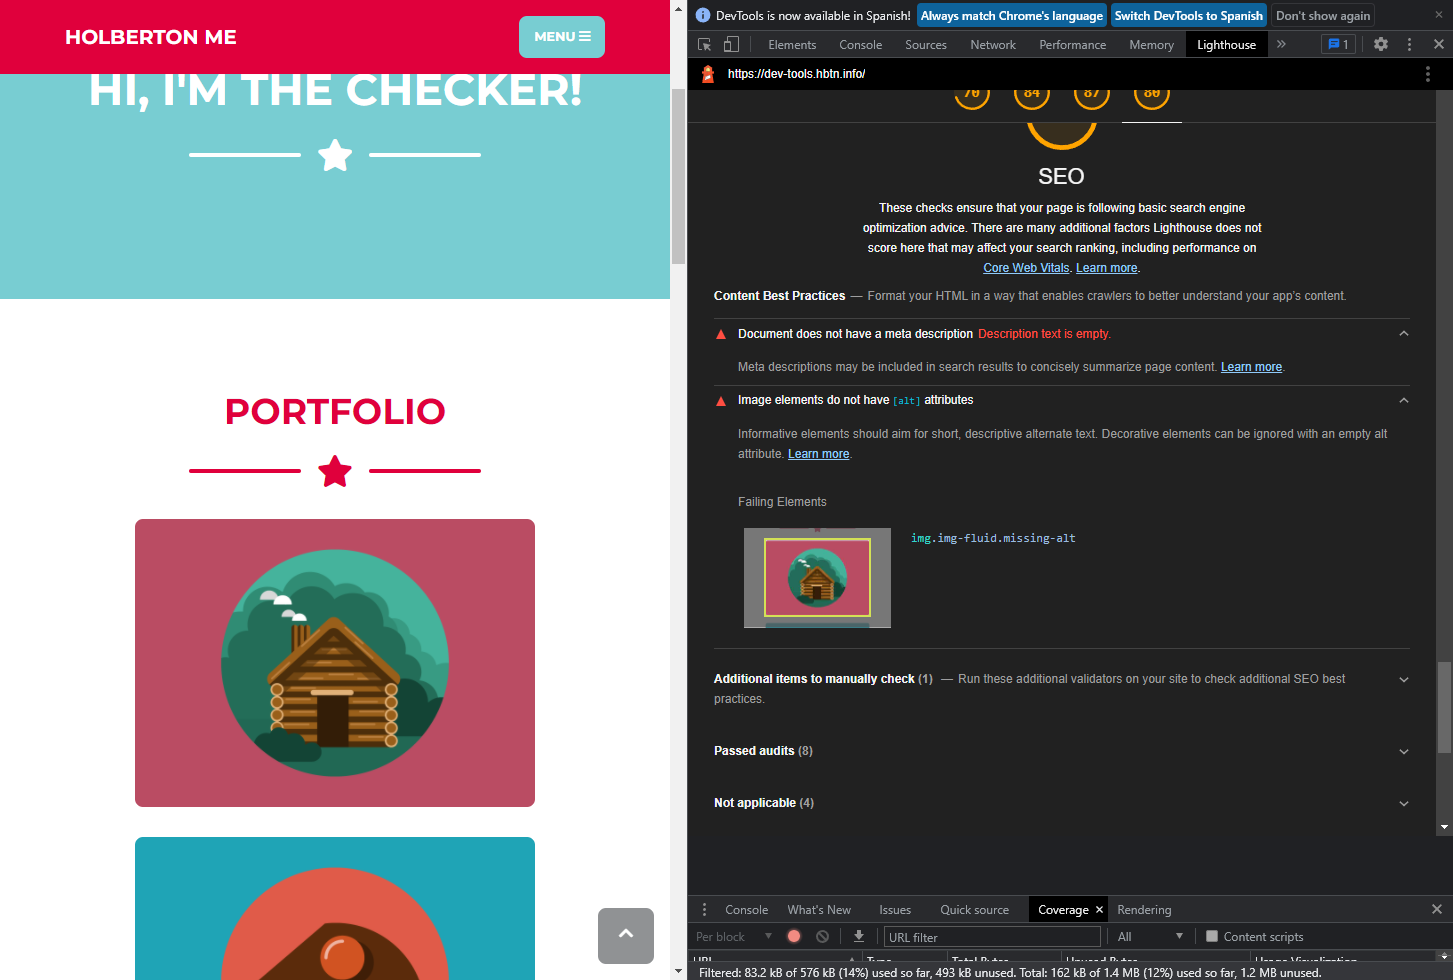 HOLBERTON ME
MENU
HI, I'M THE CHECKER!
PORTFOLIO
DevTools is now available in Spanish!
Always match Chrome's language
Switch DevTools to Spanish
Don't show again
Elements
Console
Sources
Network
Performance
Memory
Lighthouse
1
https://dev-tools.hbtn.info/
70
84
87
80
SEO
These checks ensure that your page is following basic search engine
optimization advice. There are many additional factors Lighthouse does not
score here that may affect your search ranking, including performance on
Core Web Vitals. Learn more.
Content Best Practices — Format your HTML in a way that enables crawlers to better understand your app's content.
Document does not have a meta description Description text is empty.
Meta descriptions may be included in search results to concisely summarize page content. Learn more.
Image elements do not have [alt] attributes
Informative elements should aim for short, descriptive alternate text. Decorative elements can be ignored with an empty alt
attribute. Learn more.
Failing Elements
img.img-fluid.missing-alt
Additional items to manually check (1) — Run these additional validators on your site to check additional SEO best
practices.
Passed audits (8)
Not applicable (4)
Console
What's New
Issues
Quick source
Coverage
Rendering
Per block
URL filter
All
Content scripts
URL
Type
Total Bytes
Unused Bytes
Usage Visualization
Filtered: 83.2 kB of 576 kB (14%) used so far, 493 kB unused. Total: 162 kB of 1.4 MB (12%) used so far, 1.2 MB unused.